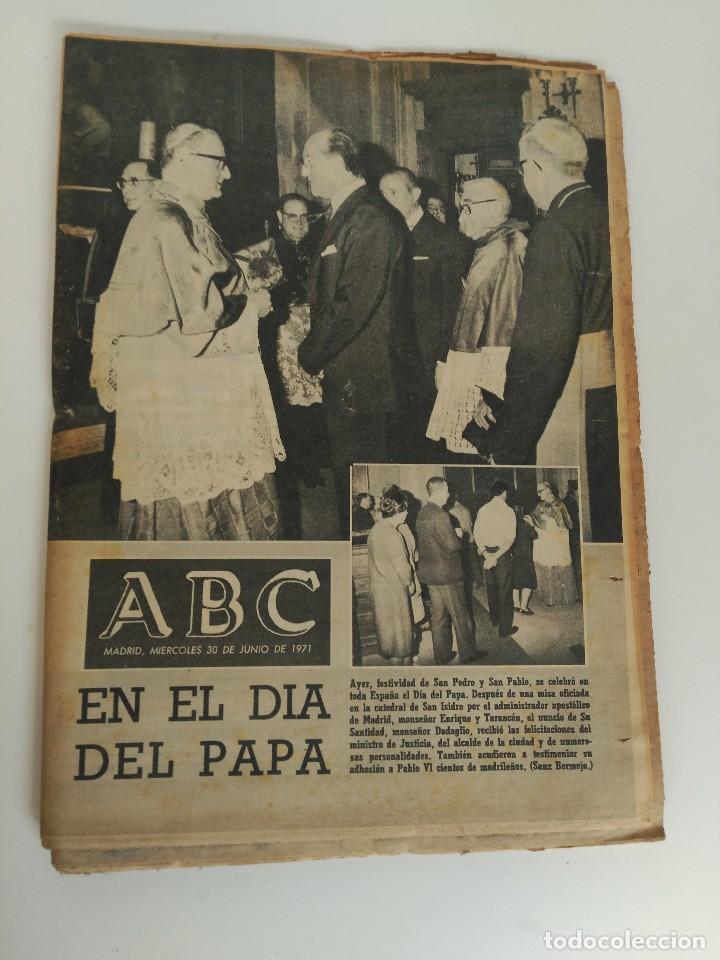 ABC
MADRID, MIERCOLES 30 DE JUNIO DE 1971
EN EL DIA
DEL PAPA
Ayer, festividad de San Pedro y San Pablo, se celebró en
toda España el Día del Papa. Después de una misa oficiada
en la catedral de San Isidro por el administrador apostólico
de Madrid, monseñor Enrique y Tarancón, el nuncio de Su
Santidad, monseñor Dadaglio, recibió las felicitaciones del
ministro de Justicia, del alcalde de la ciudad y de numero-
sas personalidades. También acudieron a testimoniar su
adhesión a Pablo VI cientos de madrileños. (Sanz Bermejo.)
todocoleccion.net